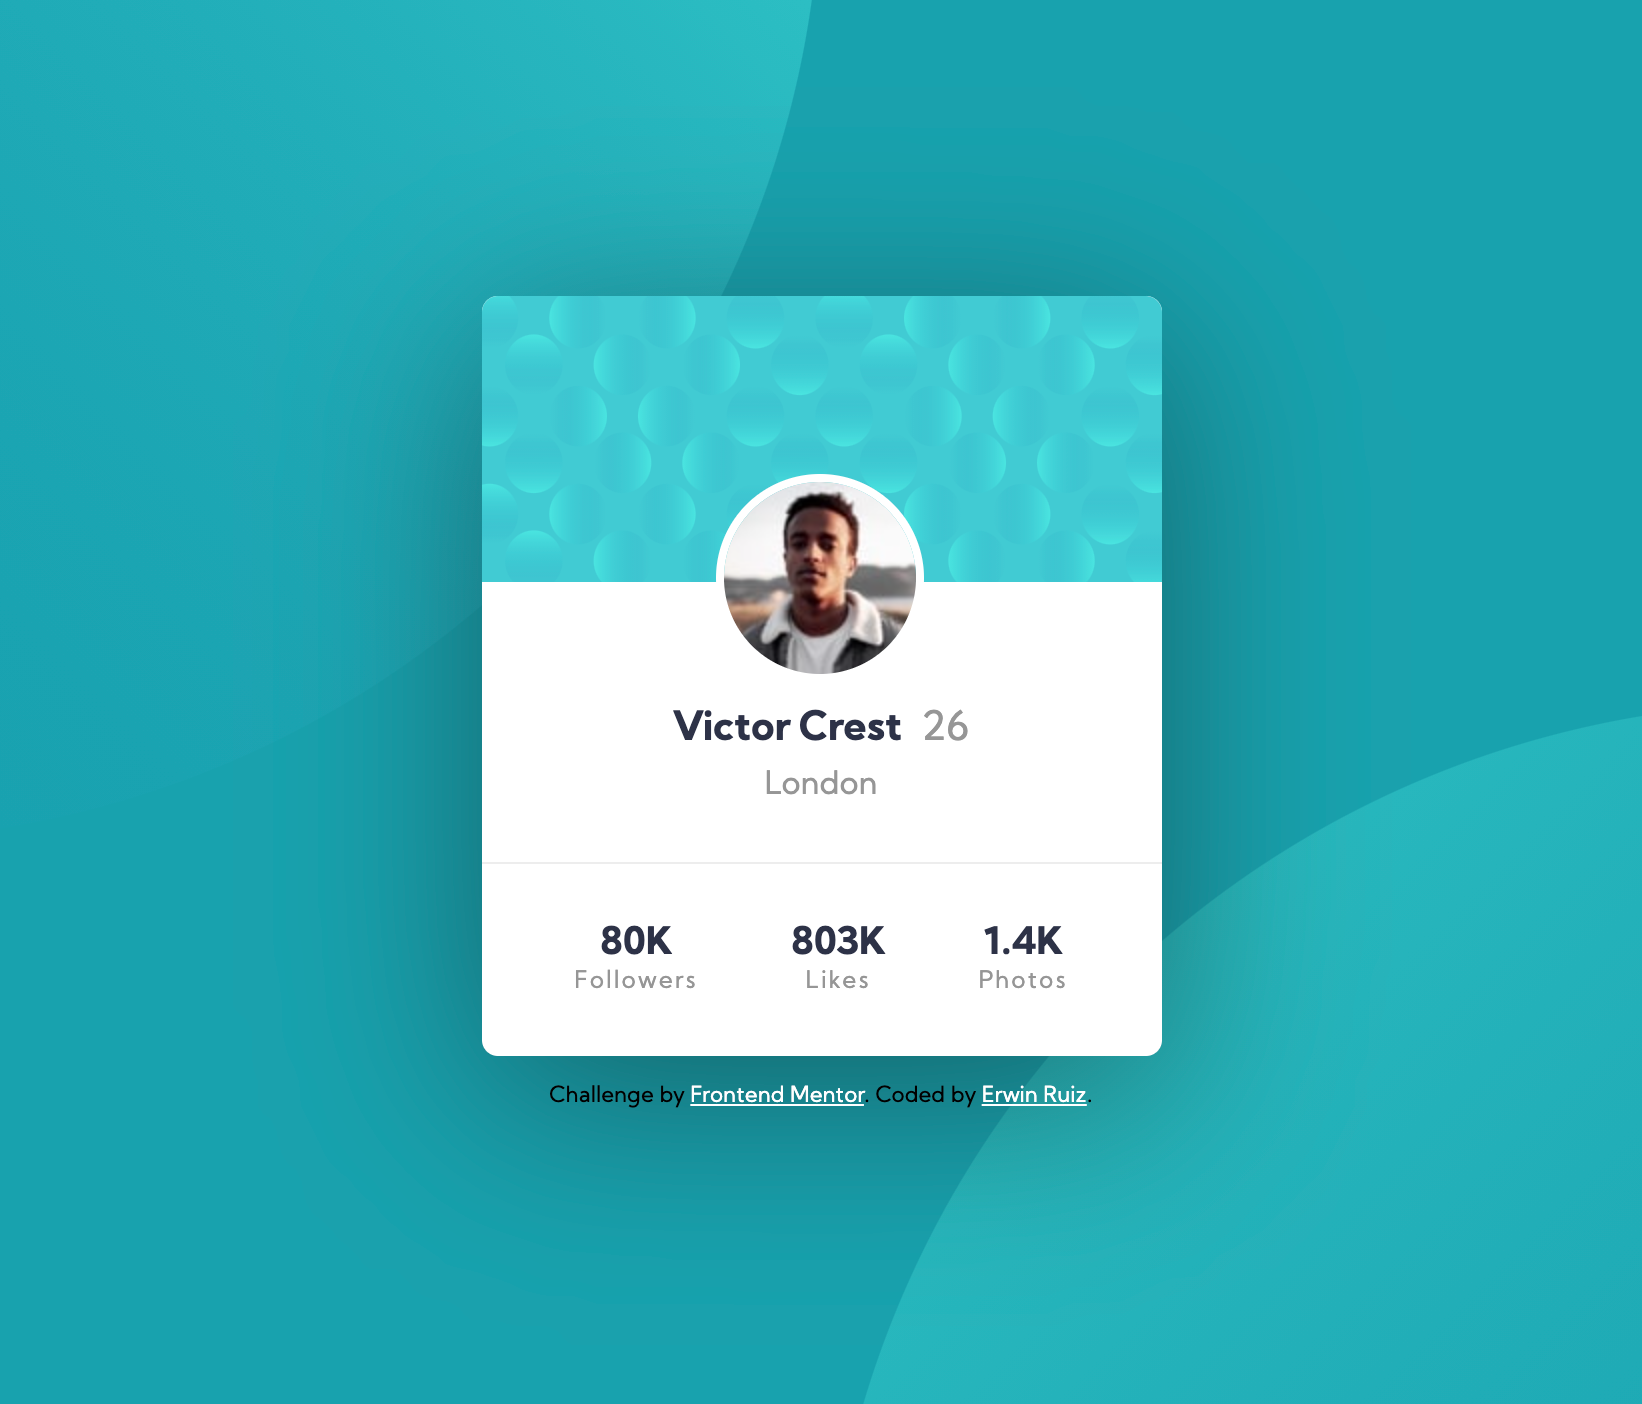 Victor Crest 26
London
80K 803K 1.4K
Followers Likes Photos
Challenge by Frontend Mentor. Coded by Erwin Ruiz.